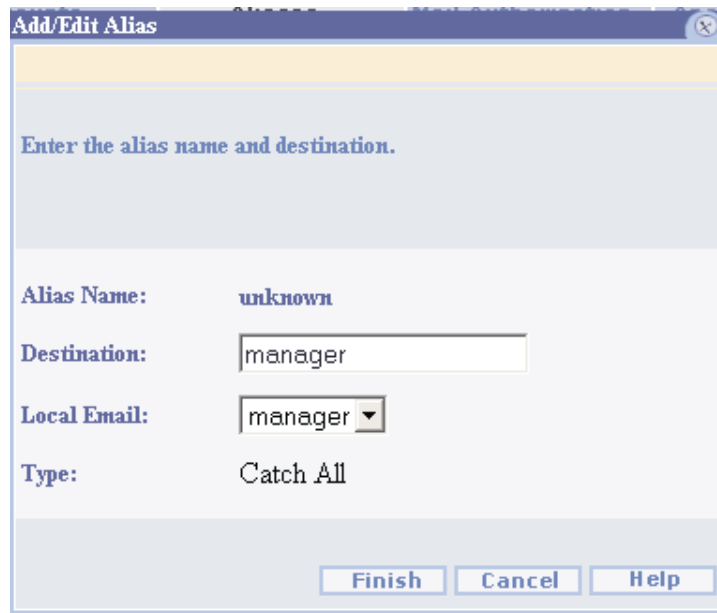 Add/Edit Alias
Enter the alias name and destination.
Alias Name: unknown
Destination: manager
Local Email: manager
Type: Catch All
Finish Cancel Help